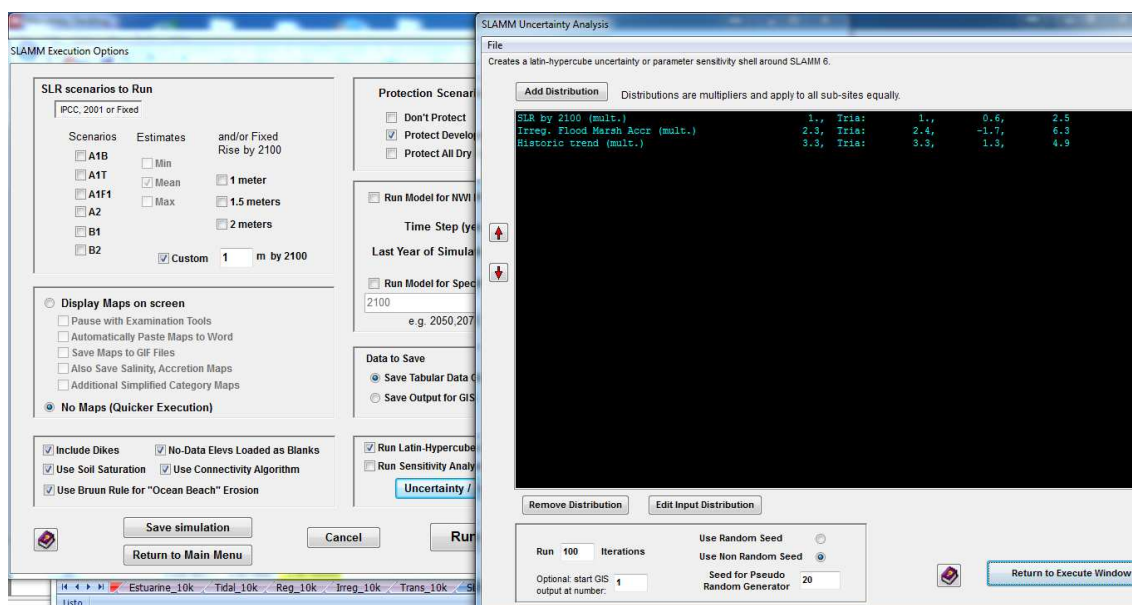 SLAMM Execution Options
SLR scenarios to Run
IPCC, 2001 or Fixed
Scenarios
Estimates
and/or Fixed
Rise by 2100
A1B
A1T
A1F1
A2
B1
B2
Min
Mean
Max
1 meter
1.5 meters
2 meters
Custom 1 m by 2100
Display Maps on screen
Pause with Examination Tools
Automatically Paste Maps to Word
Save Maps to GIF Files
Also Save Salinity, Accretion Maps
Additional Simplified Category Maps
No Maps (Quicker Execution)
Include Dikes No-Data Elevs Loaded as Blanks
Use Soil Saturation Use Connectivity Algorithm
Use Bruun Rule for "Ocean Beach" Erosion
Save simulation
Return to Main Menu
Cancel
Run
Protection Scenari
Don't Protect
Protect Develo
Protect All Dry
Run Model for NWI
Time Step (ye
Last Year of Simula
Run Model for Spec
2100
e.g. 2050,207
Data to Save
Save Tabular Data
Save Output for GIS
Run Latin-Hypercube
Run Sensitivity Analy
Uncertainty /
Estuarine_10k Tidal_10k Reg_10k Irreg_10k Trans_10k
Listo
SLAMM Uncertainty Analysis
File
Creates a latin-hypercube uncertainty or parameter sensitivity shell around SLAMM 6.
Add Distribution Distributions are multipliers and apply to all sub-sites equally.
SLR by 2100 (mult.) 1., Tria: 1., 0.6, 2.5
Irreg. Flood Marsh Accr (mult.) 2.3, Tria: 2.4, -1.7, 6.3
Historic trend (mult.) 3.3, Tria: 3.3, 1.3, 4.9
Remove Distribution Edit Input Distribution
Run 100 Iterations
Optional: start GIS
output at number: 1
Use Random Seed
Use Non Random Seed
Seed for Pseudo
Random Generator 20
Return to Execute Window